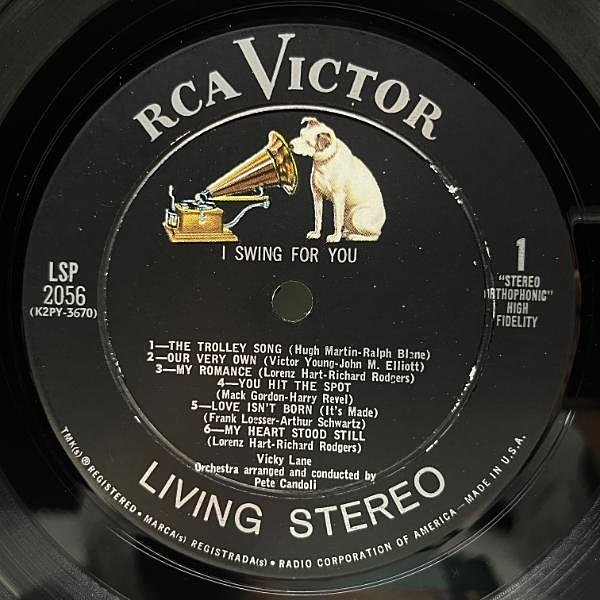 RCA VICTOR
I SWING FOR YOU
LSP
2056
(K2PY-3670)
1
"STEREO
ORTHOPHONIC"
HIGH
FIDELITY
1—THE TROLLEY SONG (Hugh Martin-Ralph Blane)
2—OUR VERY OWN (Victor Young-John M. Elliott)
3—MY ROMANCE (Lorenz Hart-Richard Rodgers)
4—YOU HIT THE SPOT
(Mack Gordon-Harry Revel)
5—LOVE ISN'T BORN (It's Made)
(Frank Loesser-Arthur Schwartz)
6—MY HEART STOOD STILL
(Lorenz Hart-Richard Rodgers)
Vicky Lane
Orchestra arranged and conducted by
Pete Candoli
LIVING STEREO
TMK(s) ® REGISTERED • MARCA(s) REGISTRADA(s) • RADIO CORPORATION OF AMERICA—MADE IN U.S.A.